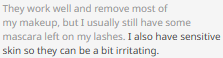 They work well and remove most of
my makeup, but I usually still have some
mascara left on my lashes. I also have sensitive
skin so they can be a bit irritating.